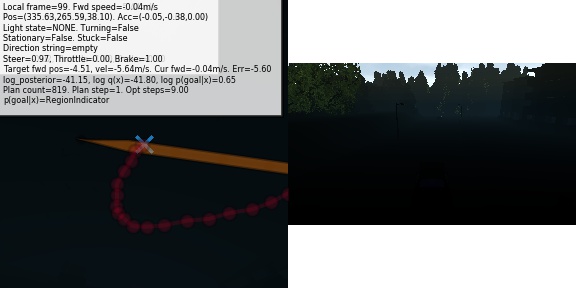 Local frame=99. Fwd speed=-0.04m/s
Pos=(335.63,265.59,38.10). Acc=(-0.05,-0.38,0.00)
Light state=NONE. Turning=False
Stationary=False. Stuck=False
Direction string=empty
Steer=0.97, Throttle=0.00, Brake=1.00
Target fwd pos=-4.51, vel=-5.64m/s. Cur fwd=-0.04m/s. Err=-5.60
log_posterior=-41.15, log q(x)=-41.80, log p(goal|x)=0.65
Plan count=819. Plan step=1. Opt steps=9.00
p(goal|x)=RegionIndicator